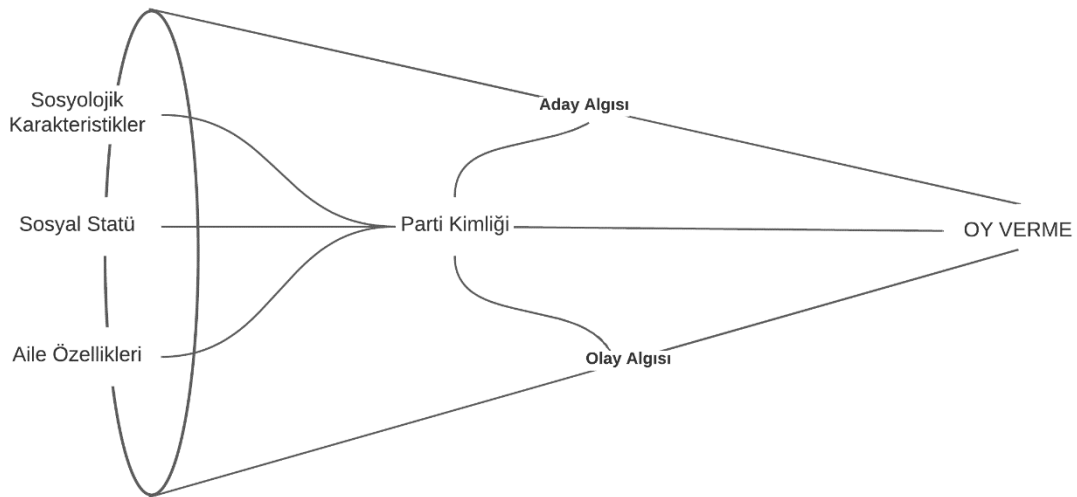 Aday Algısı
Sosyolojik
Karakteristikler
Sosyal Statü
Parti Kimliği
OY VERME
Aile Özellikleri
Olay Algısı